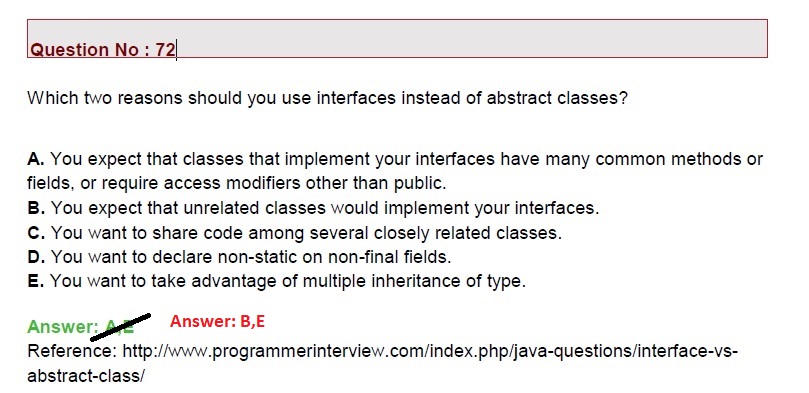 Question No : 72
Which two reasons should you use interfaces instead of abstract classes?
A. You expect that classes that implement your interfaces have many common methods or
fields, or require access modifiers other than public.
B. You expect that unrelated classes would implement your interfaces.
C. You want to share code among several closely related classes.
D. You want to declare non-static on non-final fields.
E. You want to take advantage of multiple inheritance of type.
Answer: A,E Answer: B,E
Reference: http://www.programmerinterview.com/index.php/java-questions/interface-vs-
abstract-class/